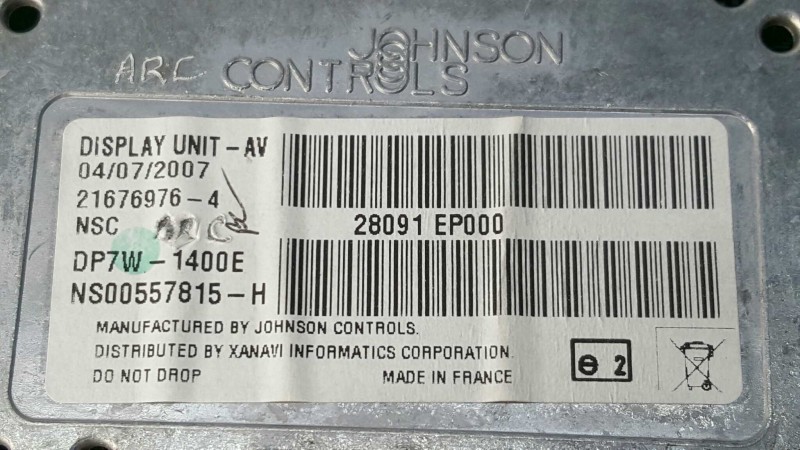 JOHNSON
ARC CONTROLS
DISPLAY UNIT-AV
04/07/2007
21676976-4
NSC ARC
28091 EP000
DP7W-1400E
NS00557815-H
MANUFACTURED BY JOHNSON CONTROLS.
DISTRIBUTED BY XANAVI INFORMATICS CORPORATION.
DO NOT DROP MADE IN FRANCE
2